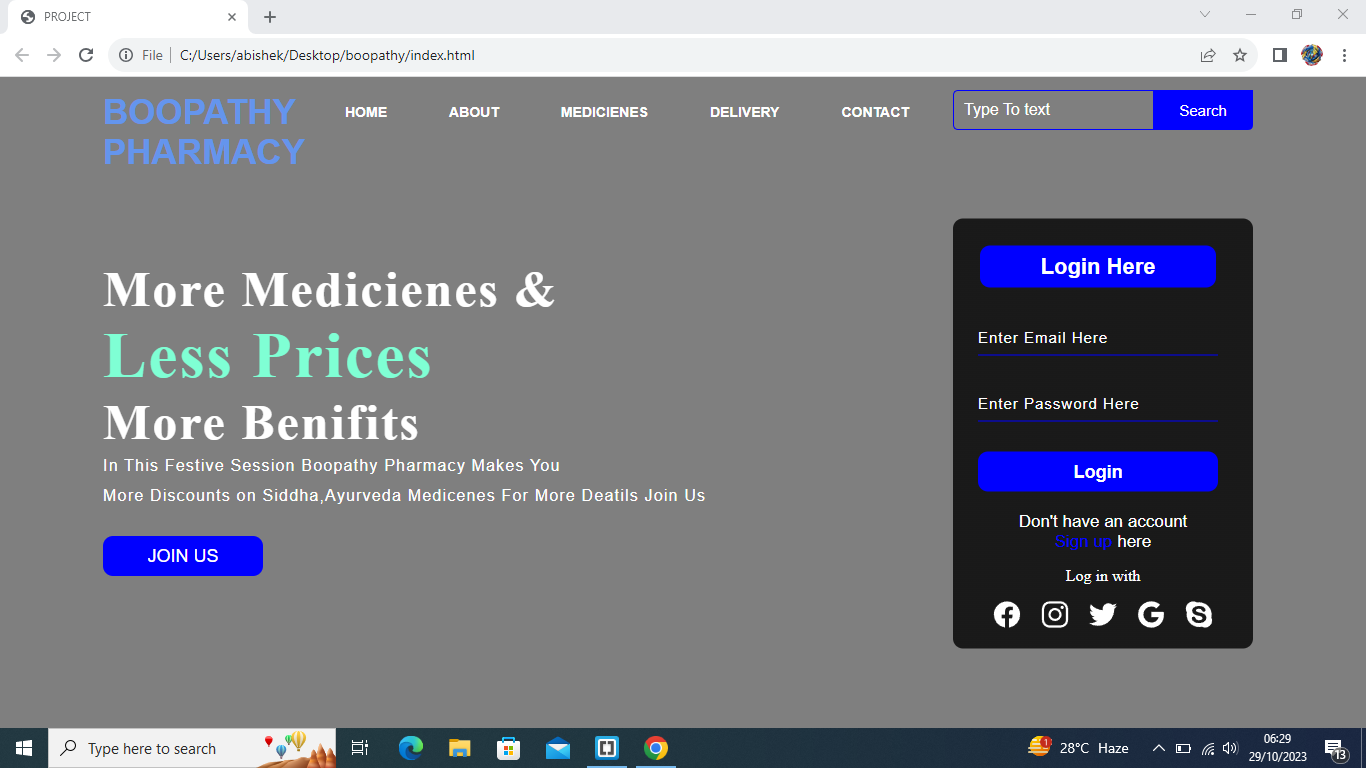 PROJECT
File
C:/Users/abishek/Desktop/boopathy/index.html
BOOPATHY
PHARMACY
HOME
ABOUT
MEDICIENES
DELIVERY
CONTACT
Type To text
Search
More Medicienes &
Less Prices
More Benifits
In This Festive Session Boopathy Pharmacy Makes You
More Discounts on Siddha,Ayurveda Medicenes For More Deatils Join Us
JOIN US
Login Here
Enter Email Here
Enter Password Here
Login
Don't have an account
Sign up here
Log in with
Type here to search
1
28°C Haze
06:29
29/10/2023
13